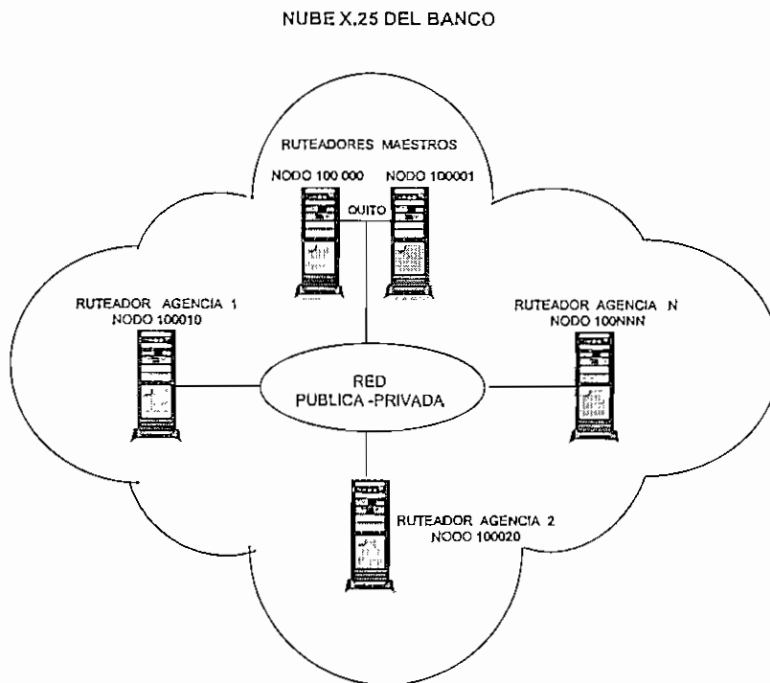 NUBE X.25 DEL BANCO
RUTEADORES MAESTROS
NODO 100 000 NODO 100001
QUITO
RUTEADOR AGENCIA 1
NODO 100010
RUTEADOR AGENCIA N
NODO 100NNN
RED
PUBLICA -PRIVADA
RUTEADOR AGENCIA 2
NODO 100020